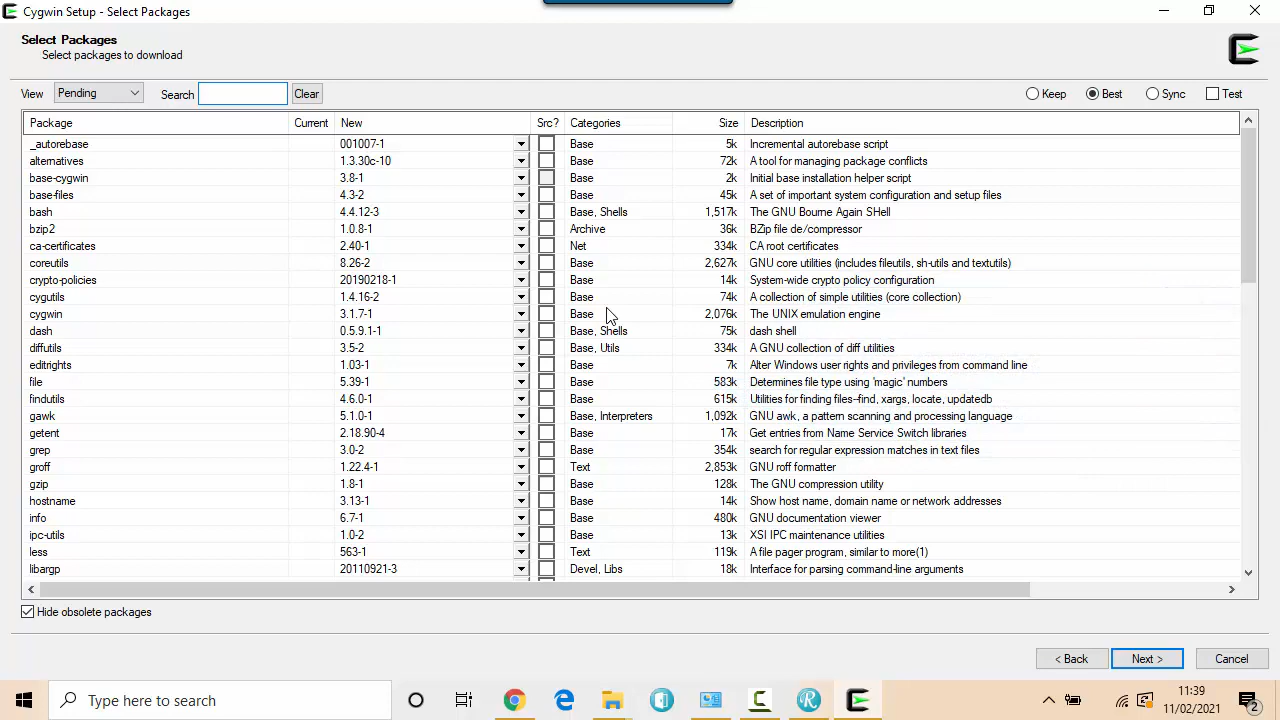 Cygwin Setup - Select Packages
Select Packages
Select packages to download
View Pending Search Clear Keep Best Sync Test
Package Current New Src? Categories Size Description
_autorebase 001007-1 Base 5k Incremental autorebase script
alternatives 1.3.30c-10 Base 72k A tool for managing package conflicts
base-cygwin 3.8-1 Base 2k Initial base installation helper script
base-files 4.3-2 Base 45k A set of important system configuration and setup files
bash 4.4.12-3 Base, Shells 1,517k The GNU Bourne Again SHell
bzip2 1.0.8-1 Archive 36k BZip file de/compressor
ca-certificates 2.40-1 Net 334k CA root certificates
coreutils 8.26-2 Base 2,627k GNU core utilities (includes fileutils, sh-utils and textutils)
crypto-policies 20190218-1 Base 14k System-wide crypto policy configuration
cygutils 1.4.16-2 Base 74k A collection of simple utilities (core collection)
cygwin 3.1.7-1 Base 2,076k The UNIX emulation engine
dash 0.5.9.1-1 Base, Shells 75k dash shell
diffutils 3.5-2 Base, Utils 334k A GNU collection of diff utilities
editrights 1.03-1 Base 7k Alter Windows user rights and privileges from command line
file 5.39-1 Base 583k Determines file type using 'magic' numbers
findutils 4.6.0-1 Base 615k Utilities for finding files--find, xargs, locate, updatedb
gawk 5.1.0-1 Base, Interpreters 1,092k GNU awk, a pattern scanning and processing language
getent 2.18.90-4 Base 17k Get entries from Name Service Switch libraries
grep 3.0-2 Base 354k search for regular expression matches in text files
groff 1.22.4-1 Text 2,853k GNU roff formatter
gzip 1.8-1 Base 128k The GNU compression utility
hostname 3.13-1 Base 14k Show host name, domain name or network addresses
info 6.7-1 Base 480k GNU documentation viewer
ipc-utils 1.0-2 Base 13k XSI IPC maintenance utilities
less 563-1 Text 119k A file pager program, similar to more(1)
libargp 20110921-3 Devel, Libs 18k Interface for parsing command-line arguments
Hide obsolete packages
< Back Next > Cancel
Type here to search
11:39
11/02/2021
2